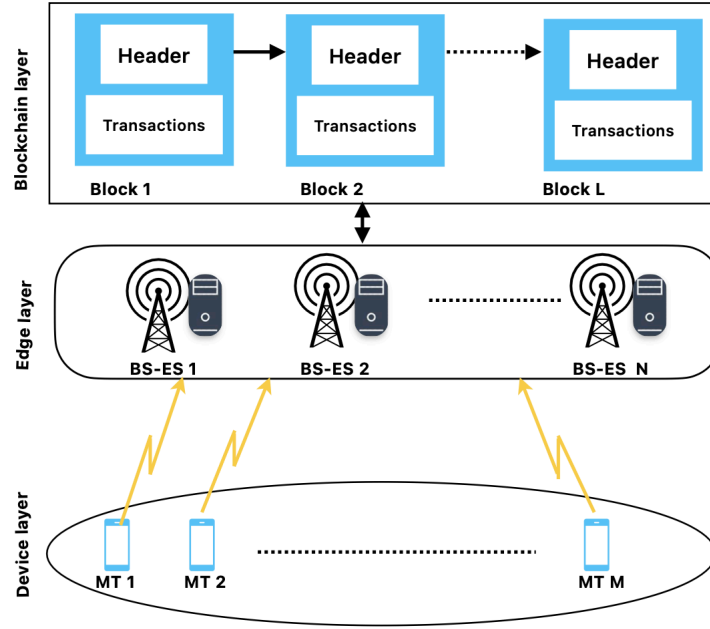 Blockchain layer
Header
Header
Header
Transactions
Transactions
Transactions
Block 1
Block 2
Block L
Edge layer
BS-ES 1
BS-ES 2
BS-ES N
Device layer
MT 1
MT 2
MT M